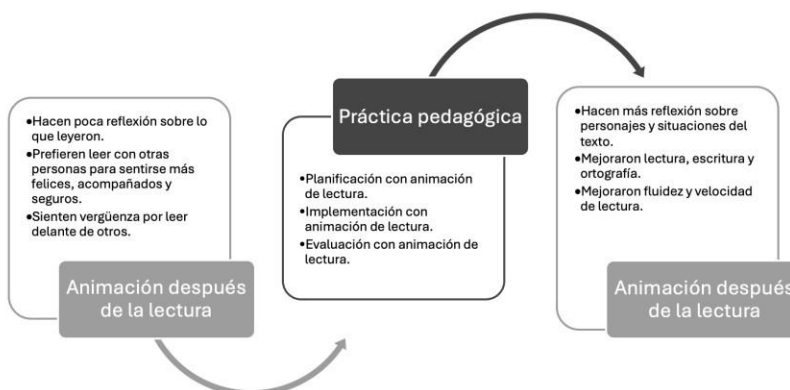 •Hacen poca reflexión sobre lo
que leyeron.
•Prefieren leer con otras
personas para sentirse más
felices, acompañados y
seguros.
•Sienten vergüenza por leer
delante de otros.
Animación después
de la lectura
Práctica pedagógica
•Planificación con animación
de lectura.
•Implementación con
animación de lectura.
•Evaluación con animación de
lectura.
•Hacen más reflexión sobre
personajes y situaciones del
texto.
•Mejoraron lectura, escritura y
ortografía.
•Mejoraron fluidez y velocidad
de lectura.
Animación después
de la lectura